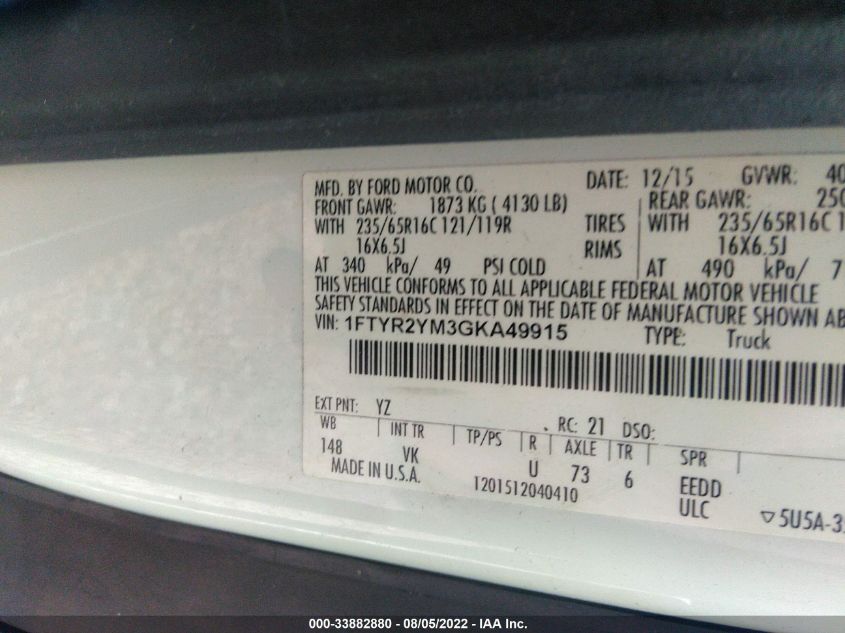 MFD. BY FORD MOTOR CO. DATE: 12/15 GVWR: 40
FRONT GAWR: 1873 KG ( 4130 LB) REAR GAWR: 250
WITH 235/65R16C 121/119R TIRES WITH 235/65R16C 1
16X6.5J RIMS 16X6.5J
AT 340 kPa/ 49 PSI COLD AT 490 kPa/ 7
THIS VEHICLE CONFORMS TO ALL APPLICABLE FEDERAL MOTOR VEHICLE
SAFETY STANDARDS IN EFFECT ON THE DATE OF MANUFACTURE SHOWN AB
VIN: 1FTYR2YM3GKA49915 TYPE: Truck
EXT PNT: YZ RC: 21 DSO:
WB INT TR TP/PS R AXLE TR SPR
148 VK U 73 6 EEDD
MADE IN U.S.A. T201512040410 ULC ▽5U5A-3
000-33882880 - 08/05/2022 - IAA Inc.